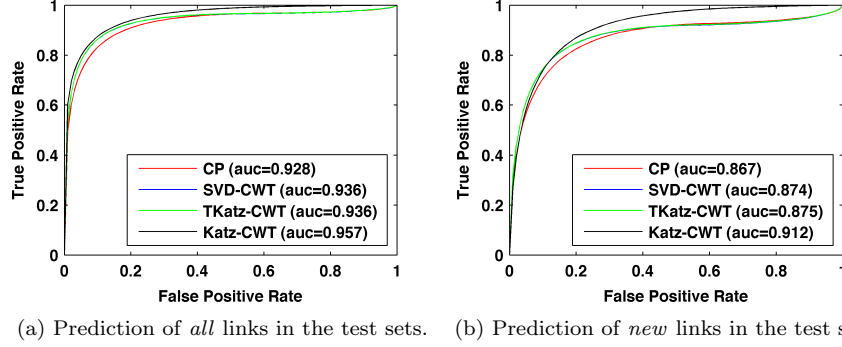 1
0.8
0.6
0.4
0.2
0
0 0.2 0.4 0.6 0.8 1
True Positive Rate
False Positive Rate
CP (auc=0.928)
SVD-CWT (auc=0.936)
TKatz-CWT (auc=0.936)
Katz-CWT (auc=0.957)
(a) Prediction of all links in the test sets.
1
0.8
0.6
0.4
0.2
0
0 0.2 0.4 0.6 0.8 1
True Positive Rate
False Positive Rate
CP (auc=0.867)
SVD-CWT (auc=0.874)
TKatz-CWT (auc=0.875)
Katz-CWT (auc=0.912)
(b) Prediction of new links in the test s